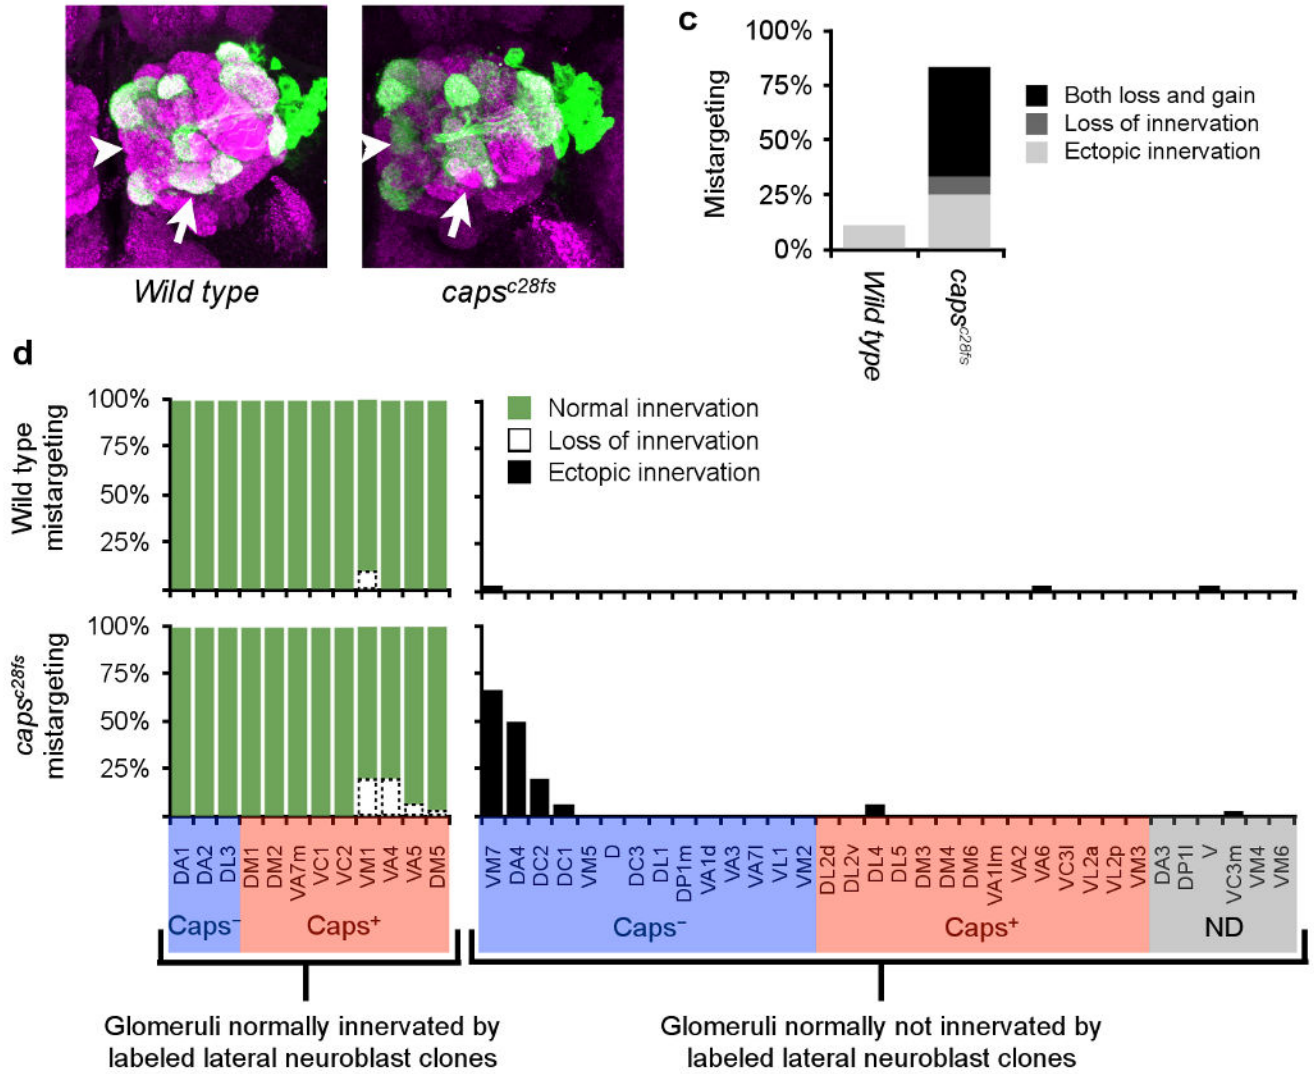 Wild type
caps^c28fs
c
Mistargeting
100%
75%
50%
25%
0%
Wild type
caps^c28fs
Both loss and gain
Loss of innervation
Ectopic innervation
d
Wild type
mistargeting
100%
75%
50%
25%
Normal innervation
Loss of innervation
Ectopic innervation
caps^c28fs
mistargeting
100%
75%
50%
25%
DA1 DA2 DL3 DM1 DM2 VA7m VC1 VC2 VM1 VA4 VA5 DM5
VM7 DA4 DC2 DC1 VM5 D DC3 DL1 DP1m VA1d VA3 VA7l VL1 VM2 DL2d DL2v DL4 DL5 DM3 DM4 DM6 VA1lm VA2 VA6 VC3l VL2a VL2p VM3 DA3 DP1l V VC3m VM4 VM6
Caps⁻ Caps⁺
Caps⁻ Caps⁺ ND
Glomeruli normally innervated by
labeled lateral neuroblast clones
Glomeruli normally not innervated by
labeled lateral neuroblast clones